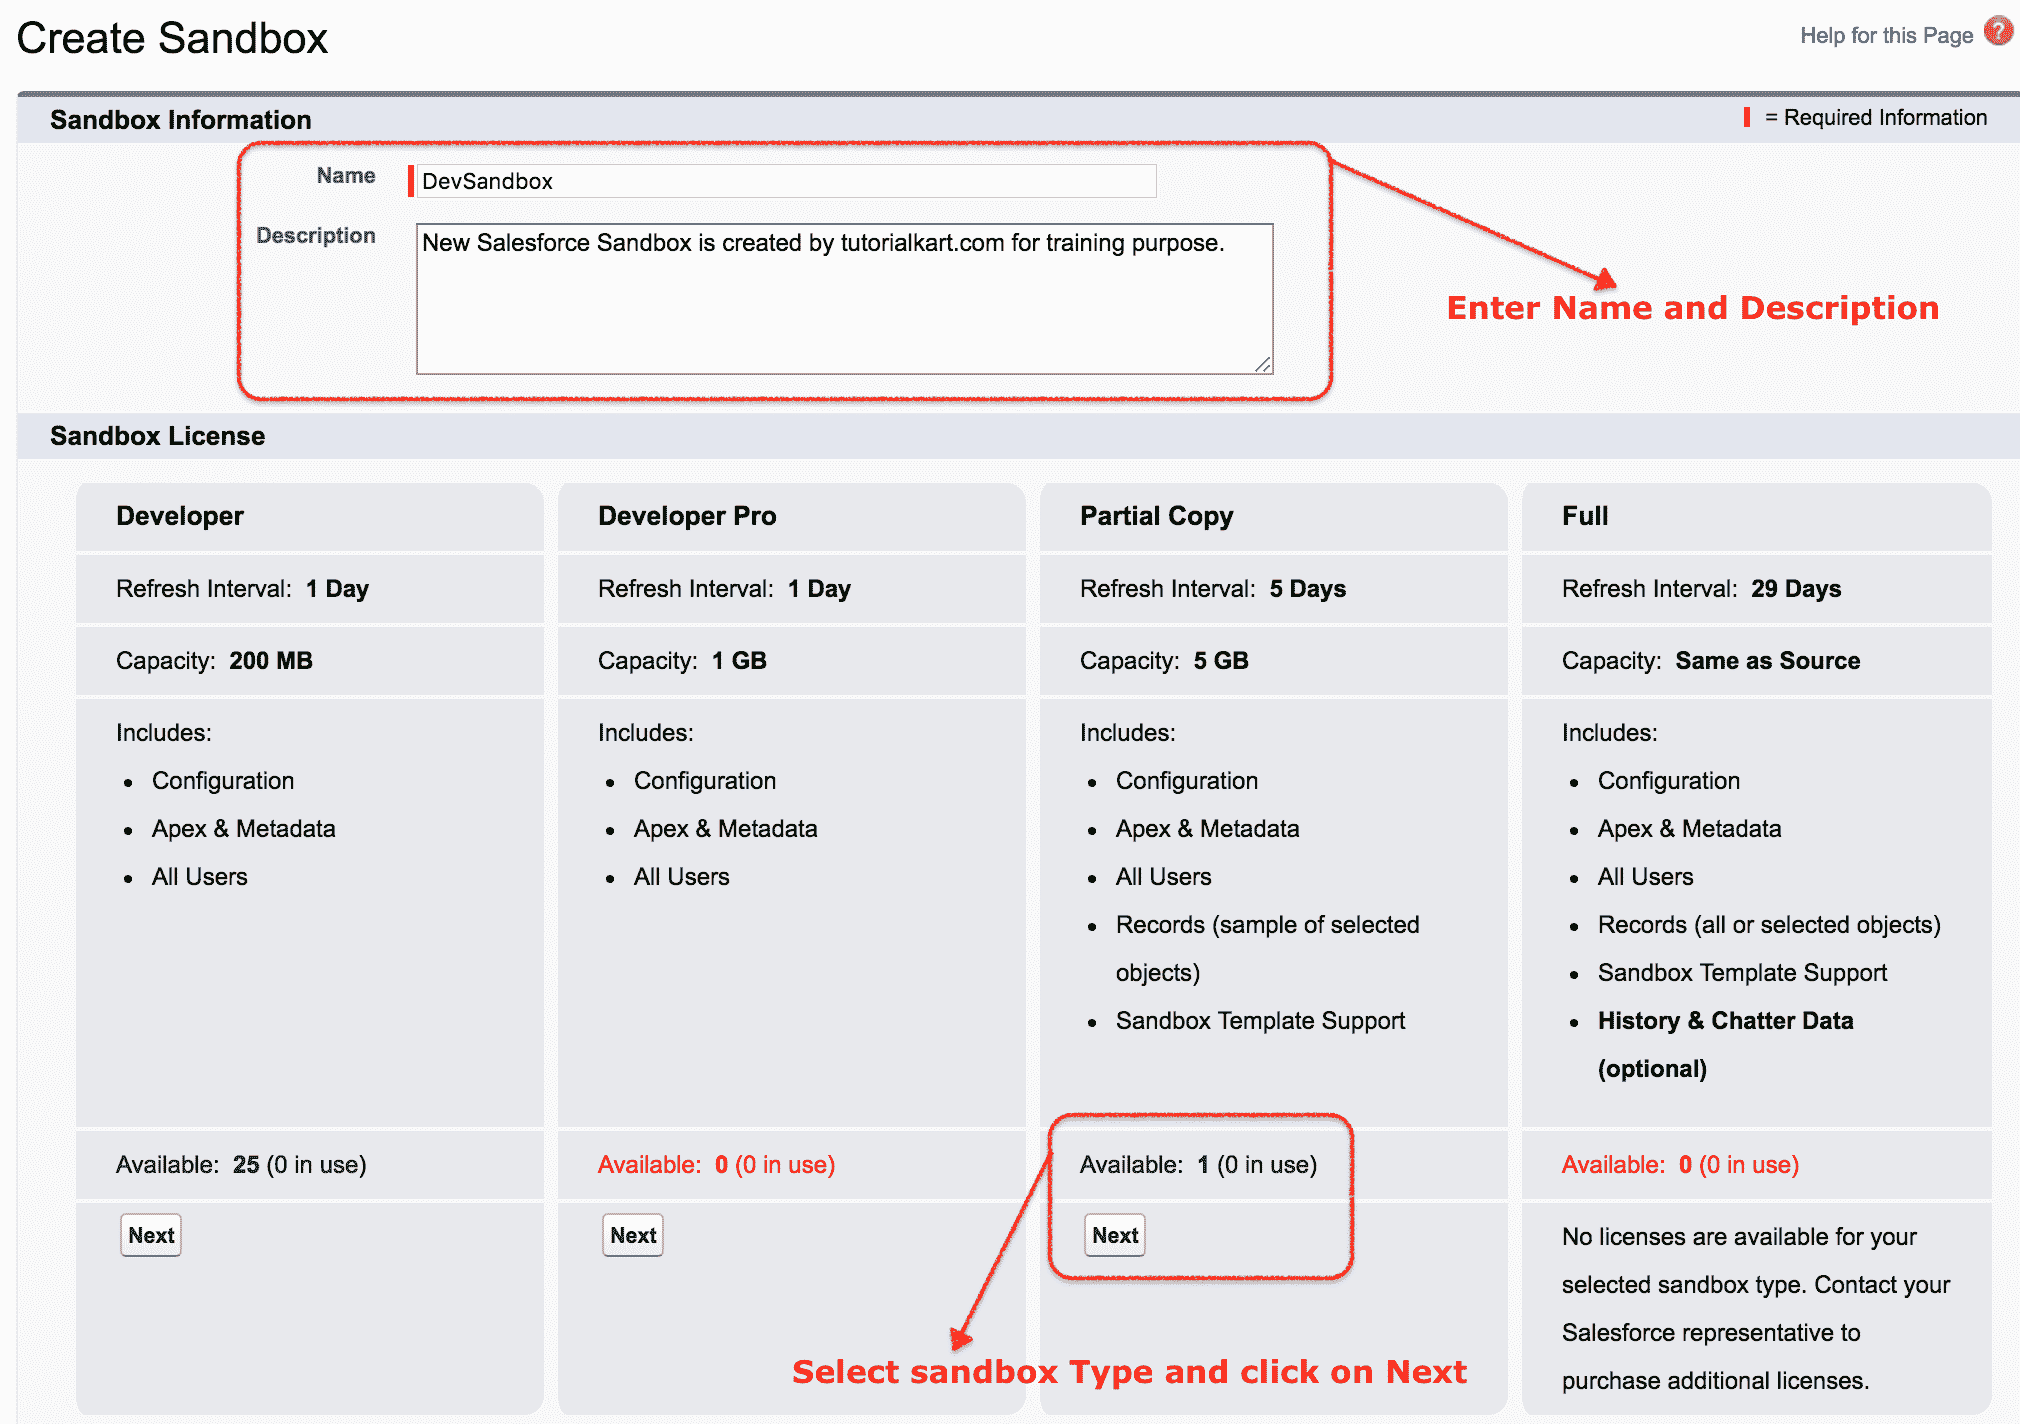 Create Sandbox
Help for this Page ?
Sandbox Information
= Required Information
Name
DevSandbox
Description
New Salesforce Sandbox is created by tutorialkart.com for training purpose.
Enter Name and Description
Sandbox License
Developer
Refresh Interval: 1 Day
Capacity: 200 MB
Includes:
• Configuration
• Apex & Metadata
• All Users
Available: 25 (0 in use)
Next
Developer Pro
Refresh Interval: 1 Day
Capacity: 1 GB
Includes:
• Configuration
• Apex & Metadata
• All Users
Available: 0 (0 in use)
Next
Partial Copy
Refresh Interval: 5 Days
Capacity: 5 GB
Includes:
• Configuration
• Apex & Metadata
• All Users
• Records (sample of selected
objects)
• Sandbox Template Support
Available: 1 (0 in use)
Next
Full
Refresh Interval: 29 Days
Capacity: Same as Source
Includes:
• Configuration
• Apex & Metadata
• All Users
• Records (all or selected objects)
• Sandbox Template Support
• History & Chatter Data
(optional)
Available: 0 (0 in use)
No licenses are available for your
selected sandbox type. Contact your
Salesforce representative to
purchase additional licenses.
Select sandbox Type and click on Next